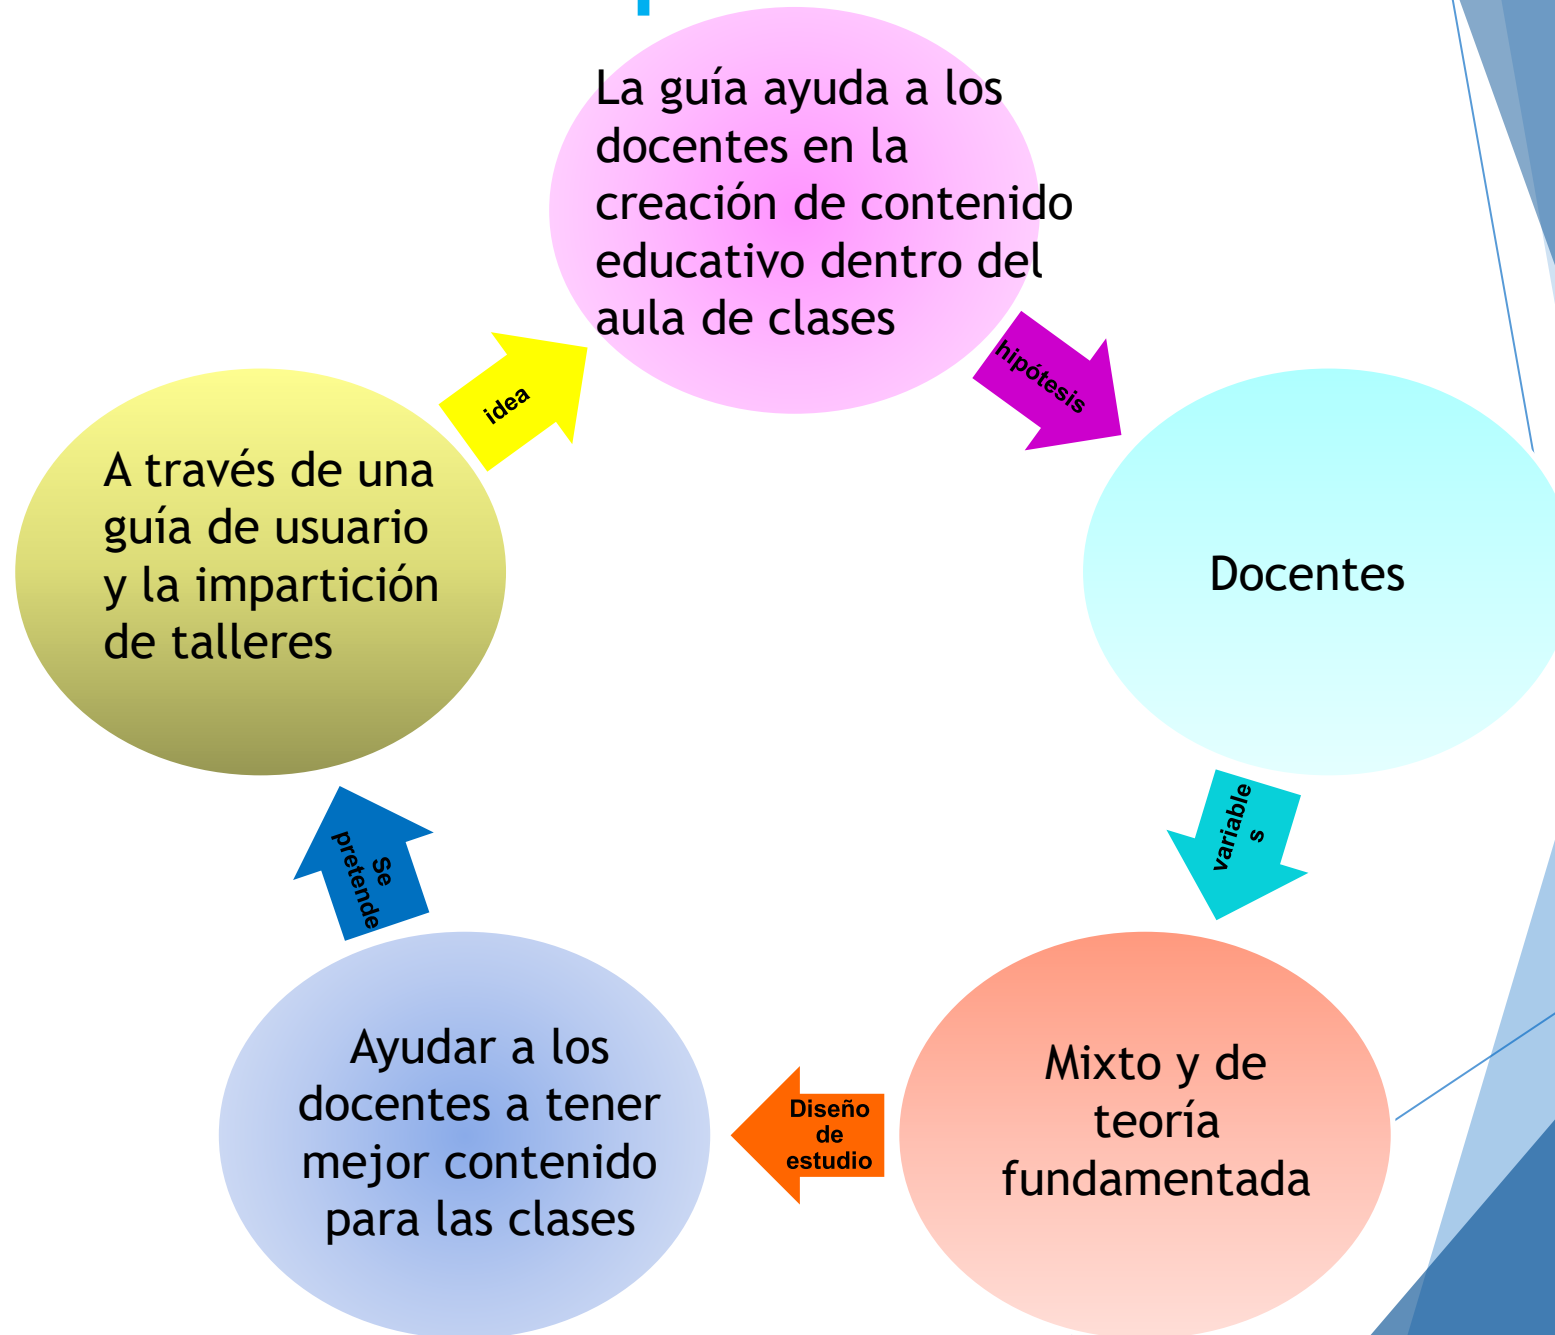 La guía ayuda a los
docentes en la
creación de contenido
educativo dentro del
aula de clases
hipótesis
Docentes
variable
s
Mixto y de
teoría
fundamentada
Diseño
de
estudio
Ayudar a los
docentes a tener
mejor contenido
para las clases
Se
pretende
A través de una
guía de usuario
y la impartición
de talleres
idea